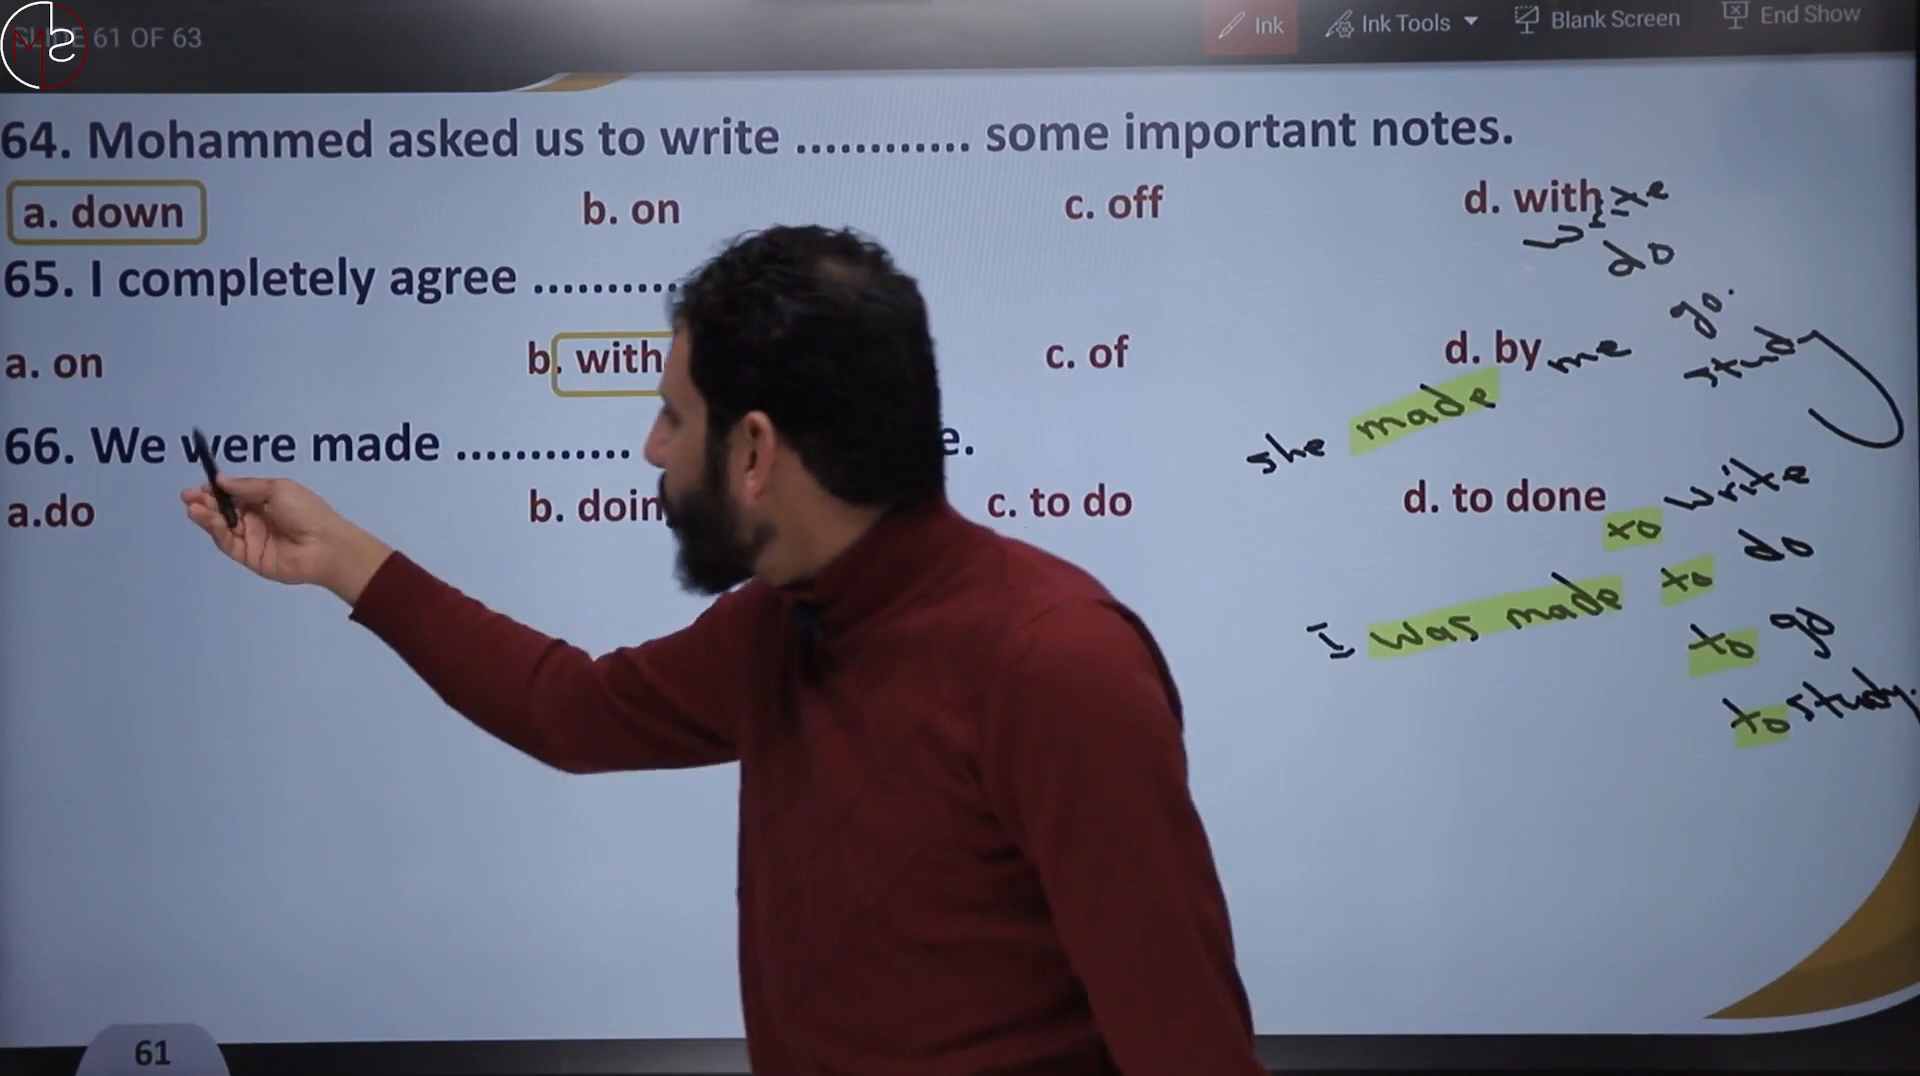 SLIDE 61 OF 63
Ink
Ink Tools
Blank Screen
End Show
64. Mohammed asked us to write ............ some important notes.
a. down
b. on
c. off
d. with
do
go.
study
65. I completely agree ..........
a. on
b. with
c. of
d. by
she made me
66. We were made ............ e.
a.do
b. doin
c. to do
d. to done
to write
I was made to do
to go
to study.
61